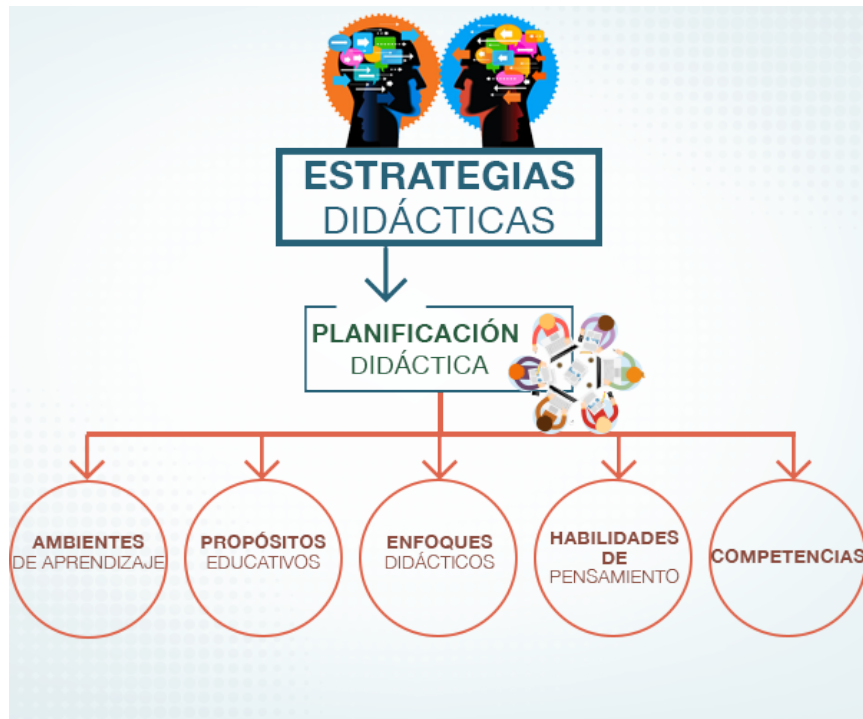 ESTRATEGIAS
DIDÁCTICAS
PLANIFICACIÓN
DIDÁCTICA
AMBIENTES
DE APRENDIZAJE
PROPÓSITOS
EDUCATIVOS
ENFOQUES
DIDÁCTICOS
HABILIDADES
DE
PENSAMIENTO
COMPETENCIAS